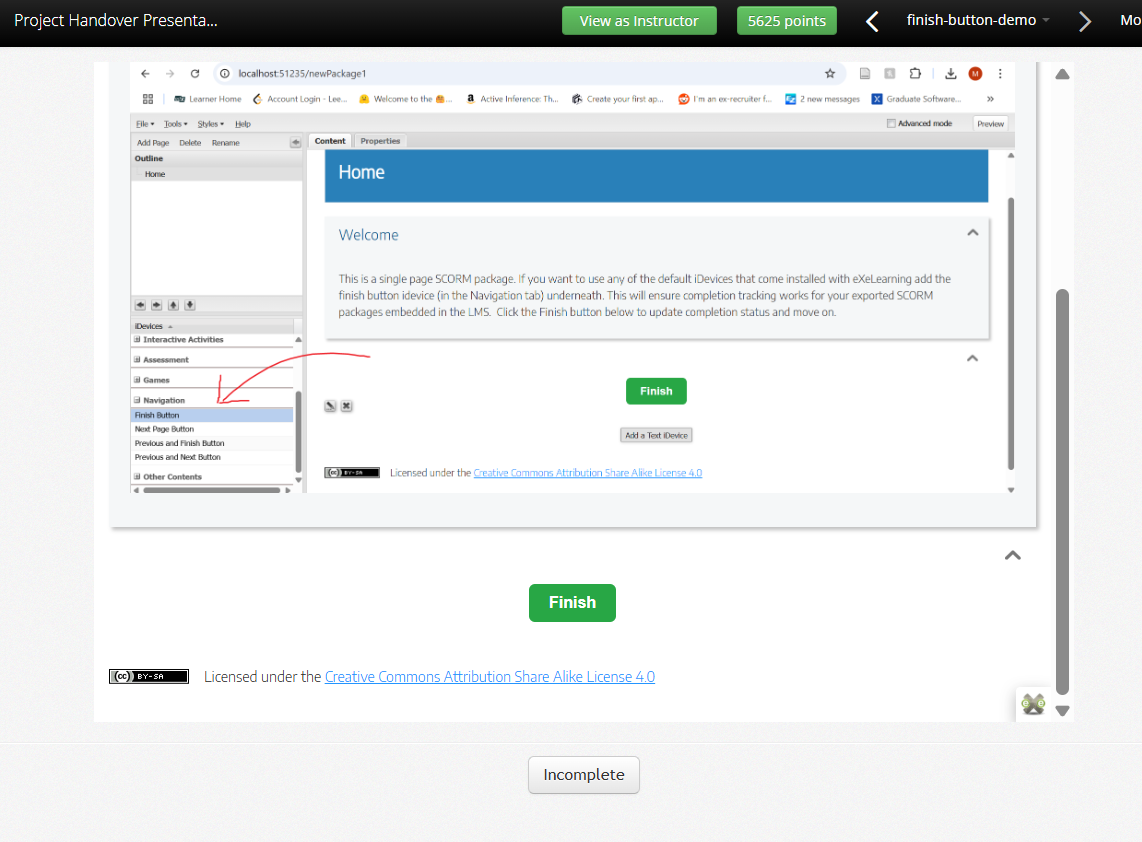 Project Handover Presenta...
View as Instructor
5625 points
finish-button-demo
Mo
localhost:51235/newPackage1
M
Learner Home
Account Login - Lee...
Welcome to the ...
Active Inference: Th...
Create your first ap...
I'm an ex-recruiter f...
2 new messages
Graduate Software...
File
Tools
Styles
Help
Advanced mode
Preview
Add Page
Delete
Rename
Content
Properties
Outline
Home
Home
Welcome
This is a single page SCORM package. If you want to use any of the default iDevices that come installed with eXeLearning add the
finish button idevice (in the Navigation tab) underneath. This will ensure completion tracking works for your exported SCORM
packages embedded in the LMS. Click the Finish button below to update completion status and move on.
iDevices
Interactive Activities
Assessment
Games
Navigation
Finish Button
Next Page Button
Previous and Finish Button
Previous and Next Button
Other Contents
Finish
Add a Text iDevice
(cc) BY-SA
Licensed under the Creative Commons Attribution Share Alike License 4.0
Finish
(cc) BY-SA
Licensed under the Creative Commons Attribution Share Alike License 4.0
Incomplete